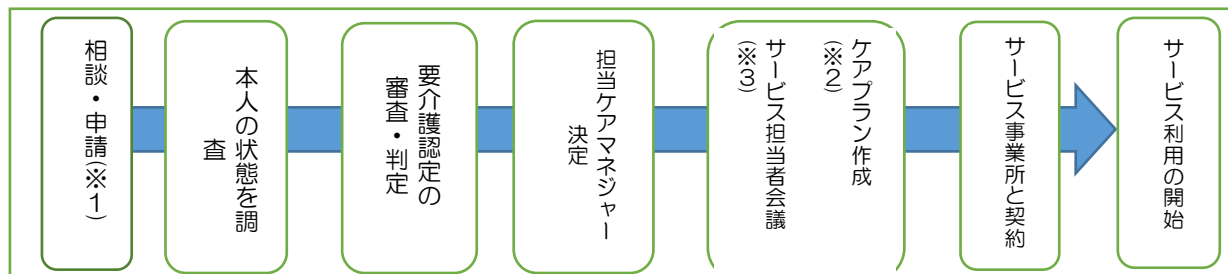 相談・申請(※1)
本人の状態を調
査
要介護認定の
審査・判定
担当ケアマネジャー
決定
ケアプラン作成
(※2)
サービス担当者会議
(※3)
サービス事業所と契約
サービス利用の開始